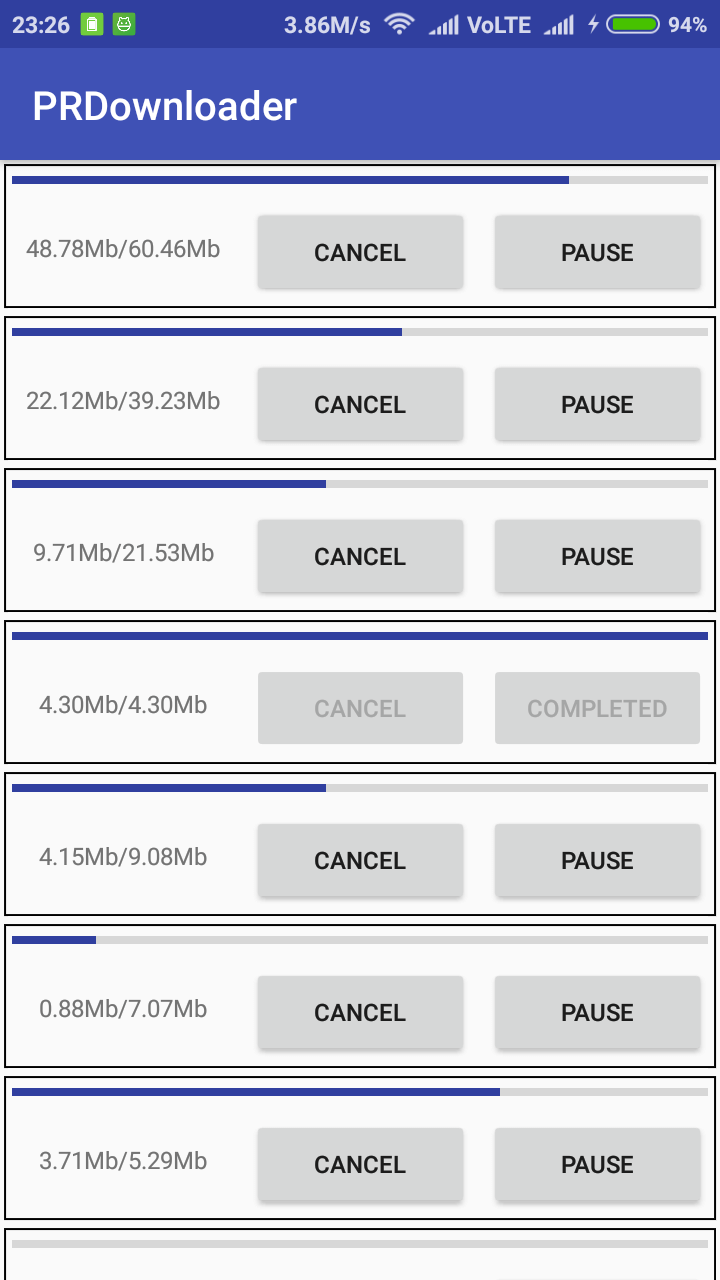 23:26 3.86M/s VoLTE 94%
PRDownloader
48.78Mb/60.46Mb CANCEL PAUSE
22.12Mb/39.23Mb CANCEL PAUSE
9.71Mb/21.53Mb CANCEL PAUSE
4.30Mb/4.30Mb CANCEL COMPLETED
4.15Mb/9.08Mb CANCEL PAUSE
0.88Mb/7.07Mb CANCEL PAUSE
3.71Mb/5.29Mb CANCEL PAUSE